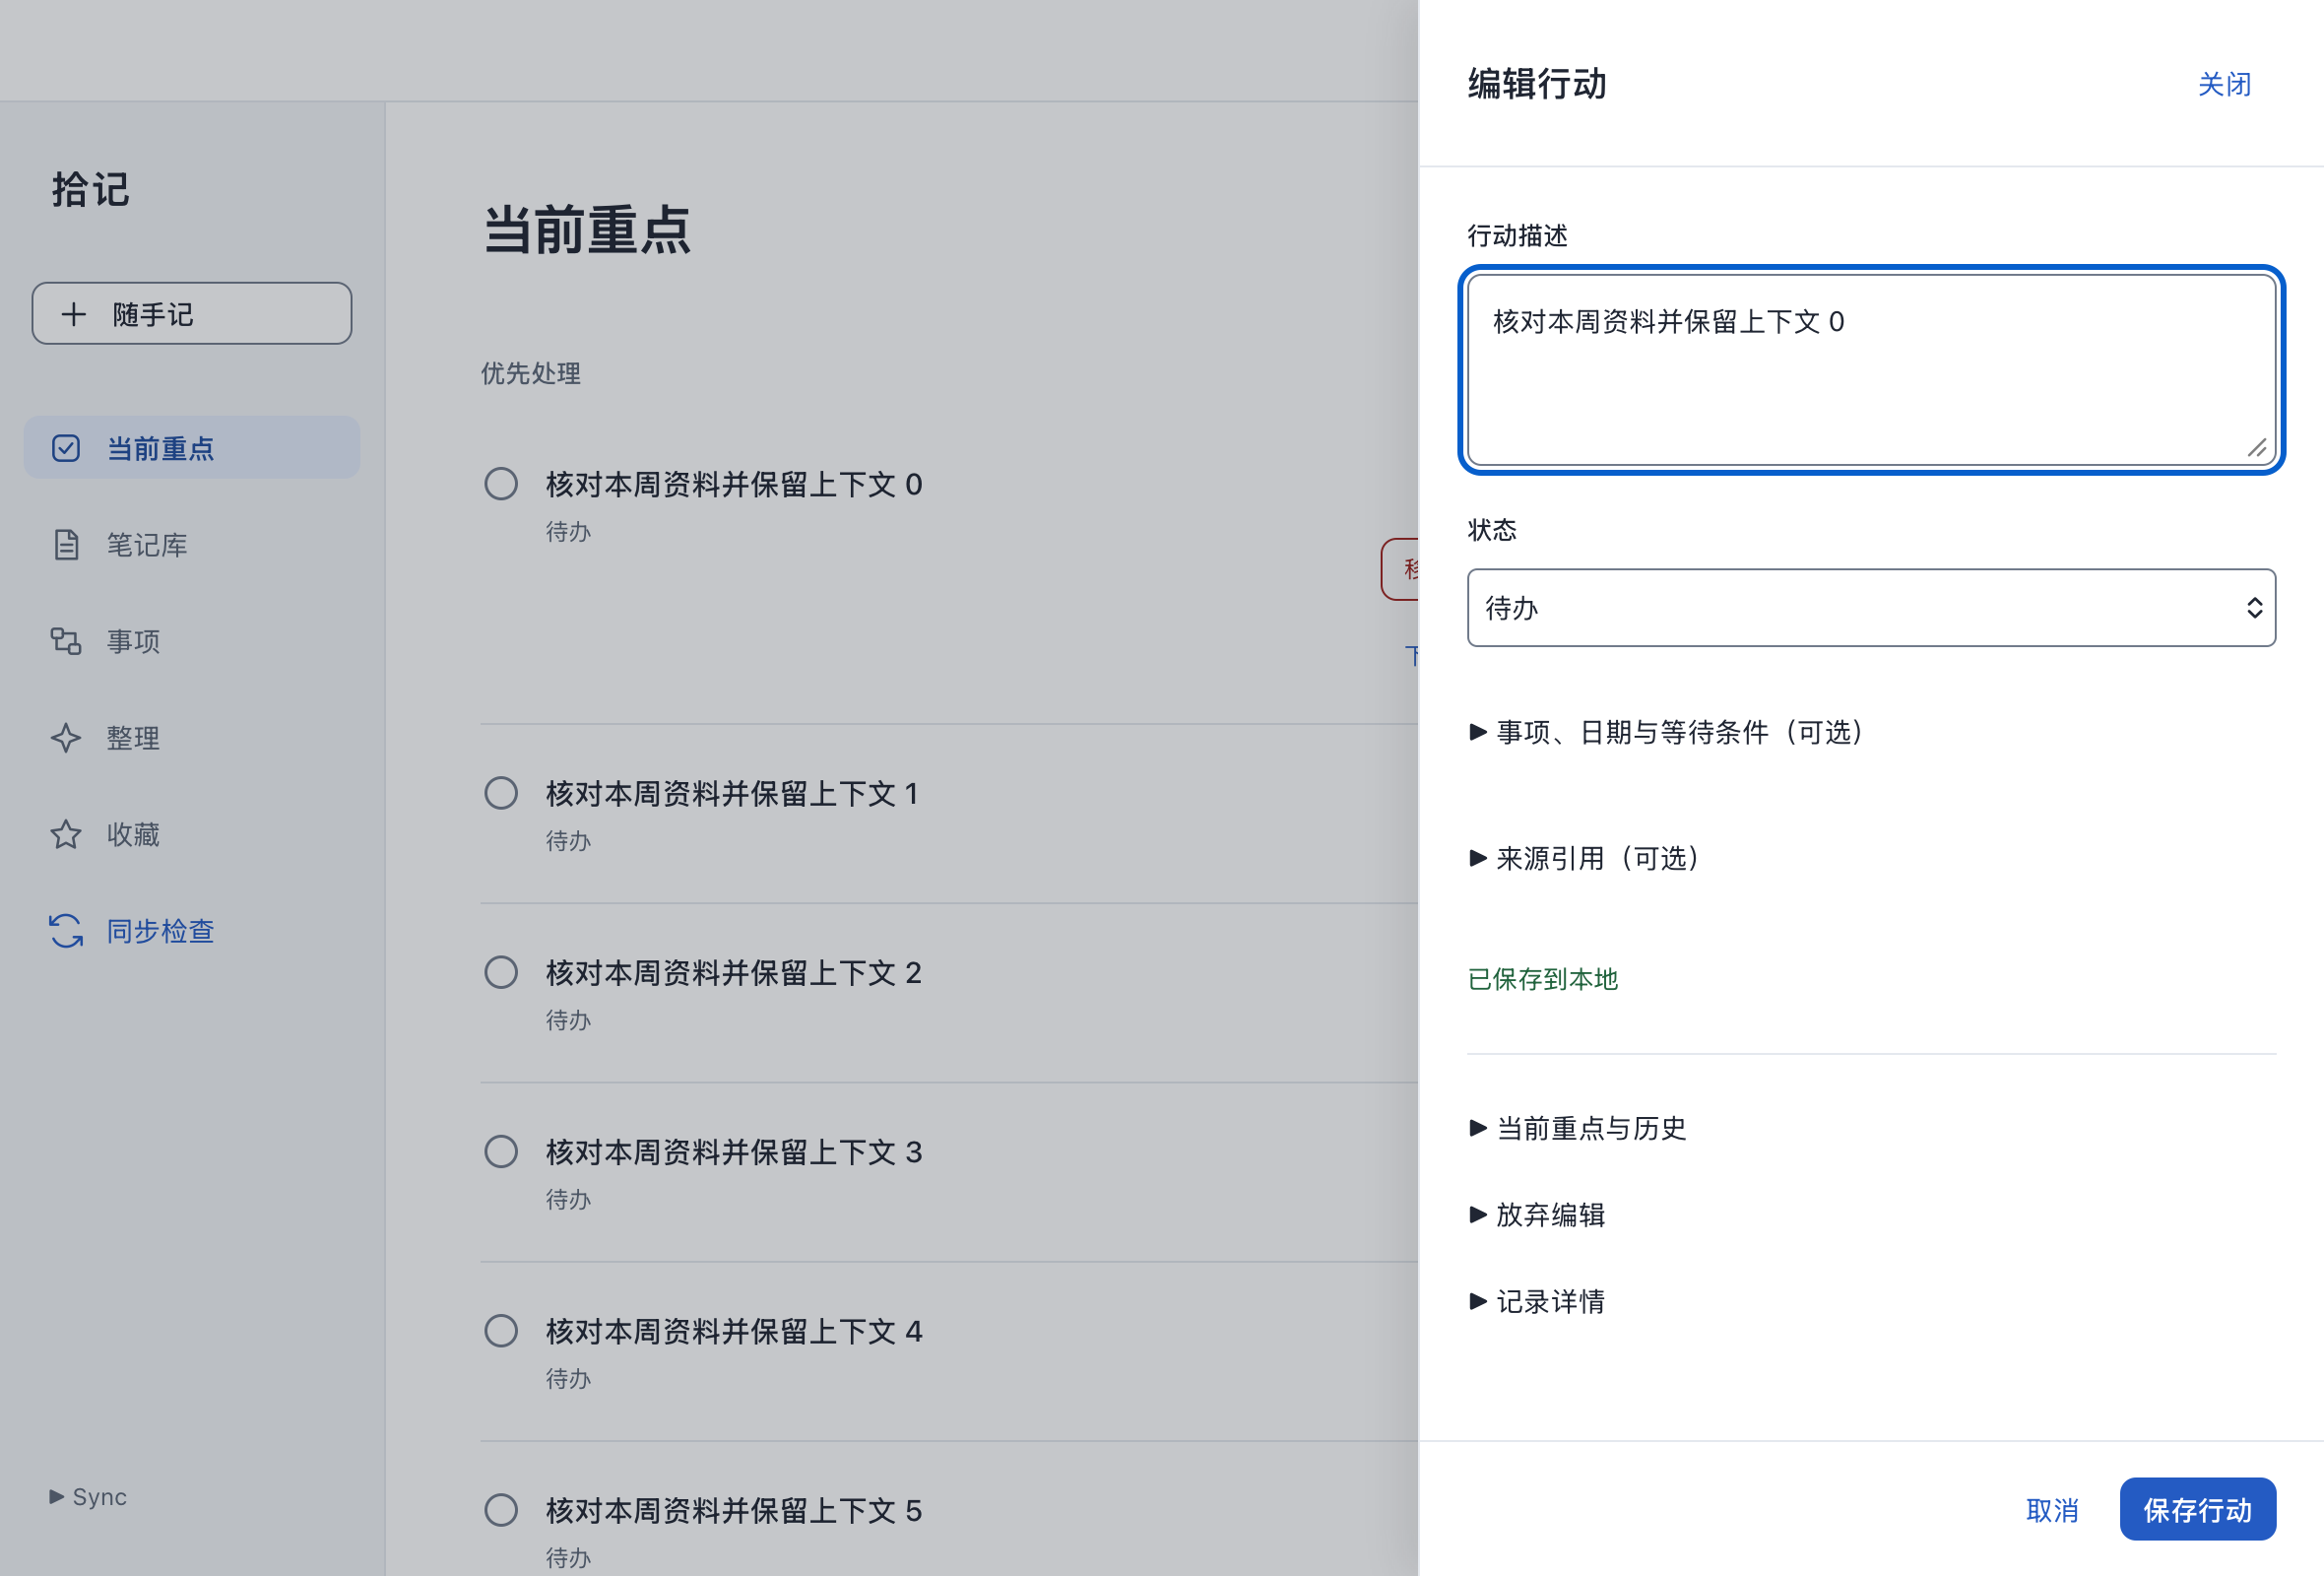 拾记
随手记
当前重点
笔记库
事项
整理
收藏
同步检查
Sync
当前重点
优先处理
核对本周资料并保留上下文 0
待办
下
核对本周资料并保留上下文 1
待办
核对本周资料并保留上下文 2
待办
核对本周资料并保留上下文 3
待办
核对本周资料并保留上下文 4
待办
核对本周资料并保留上下文 5
待办
编辑行动
关闭
行动描述
核对本周资料并保留上下文 0
状态
待办
事项、日期与等待条件（可选）
来源引用（可选）
已保存到本地
当前重点与历史
放弃编辑
记录详情
取消
保存行动